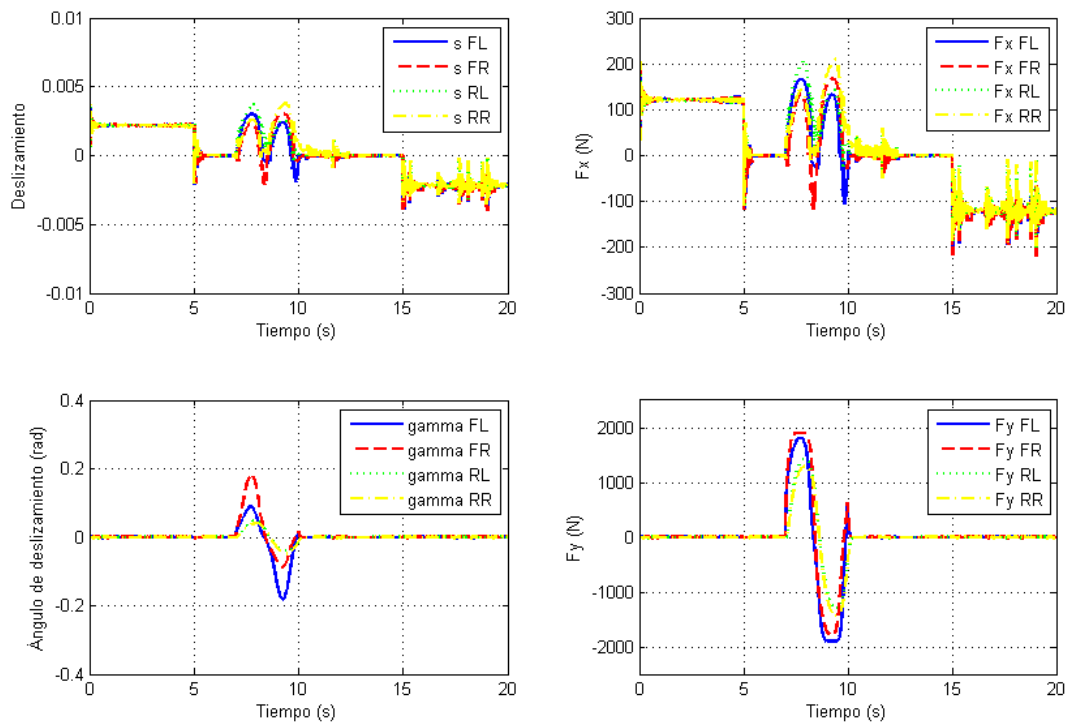 Deslizamiento
0.01
0.005
0
-0.005
-0.01
s FL
s FR
s RL
s RR
0
5
10
15
20
Tiempo (s)
Fx (N)
300
200
100
0
-100
-200
-300
Fx FL
Fx FR
Fx RL
Fx RR
0
5
10
15
20
Tiempo (s)
Ángulo de deslizamiento (rad)
0.4
0.2
0
-0.2
-0.4
gamma FL
gamma FR
gamma RL
gamma RR
0
5
10
15
20
Tiempo (s)
Fy (N)
2000
1000
0
-1000
-2000
Fy FL
Fy FR
Fy RL
Fy RR
0
5
10
15
20
Tiempo (s)